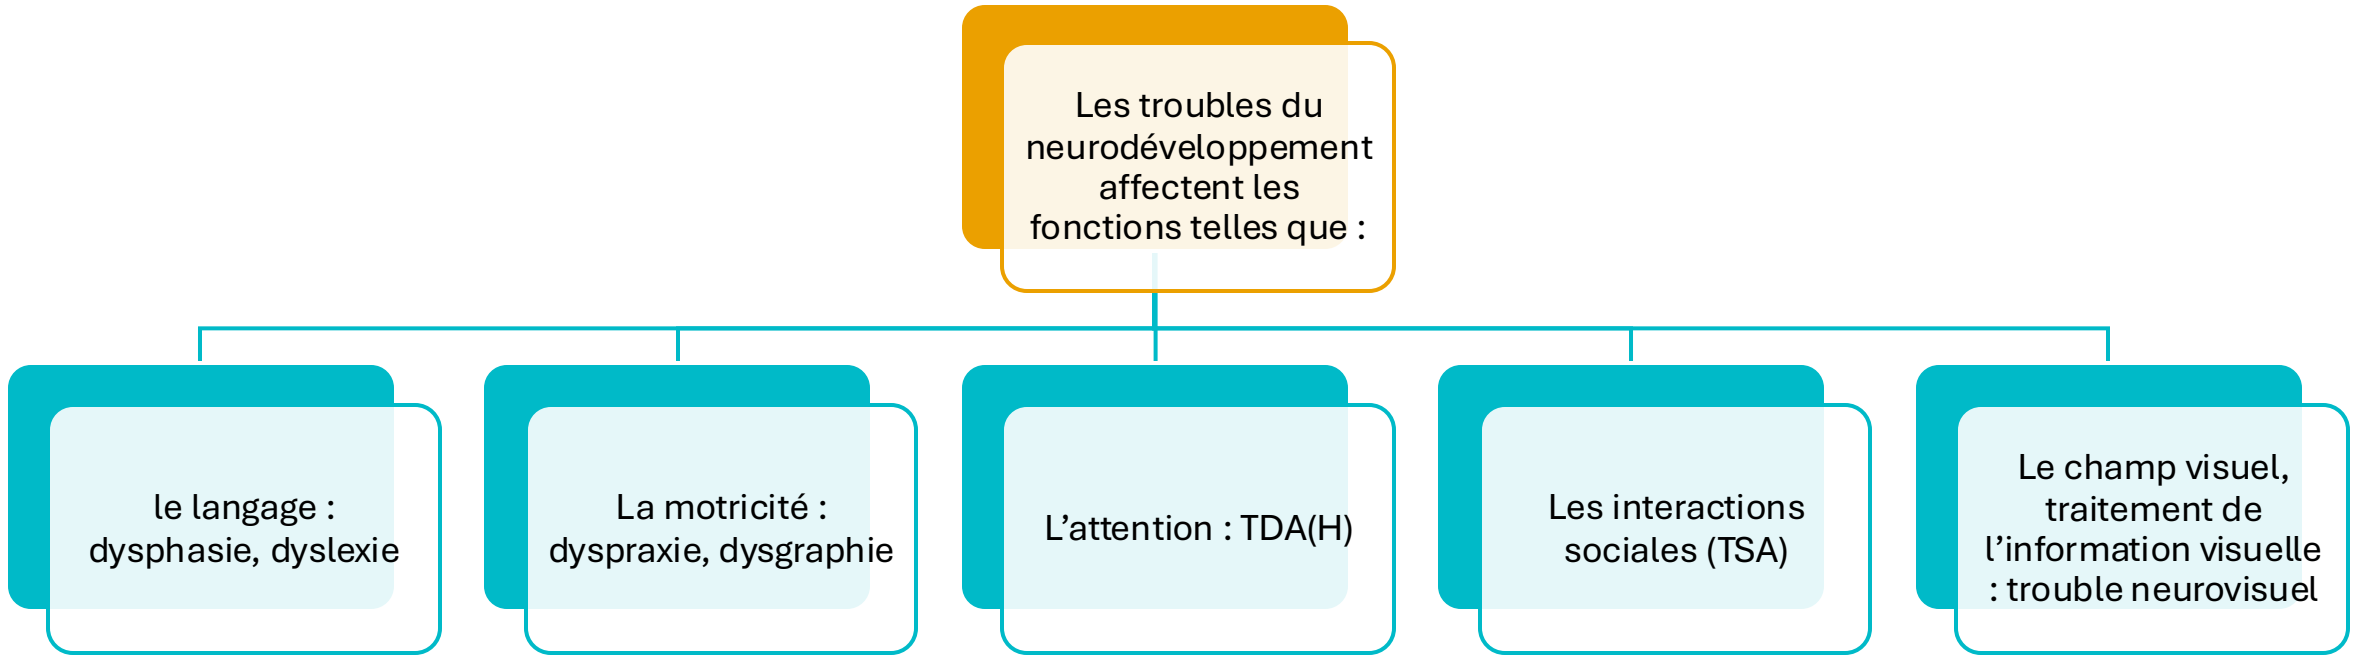 Les troubles du
neurodéveloppement
affectent les
fonctions telles que :
le langage :
dysphasie, dyslexie
La motricité :
dyspraxie, dysgraphie
L’attention : TDA(H)
Les interactions
sociales (TSA)
Le champ visuel,
traitement de
l’information visuelle
: trouble neurovisuel